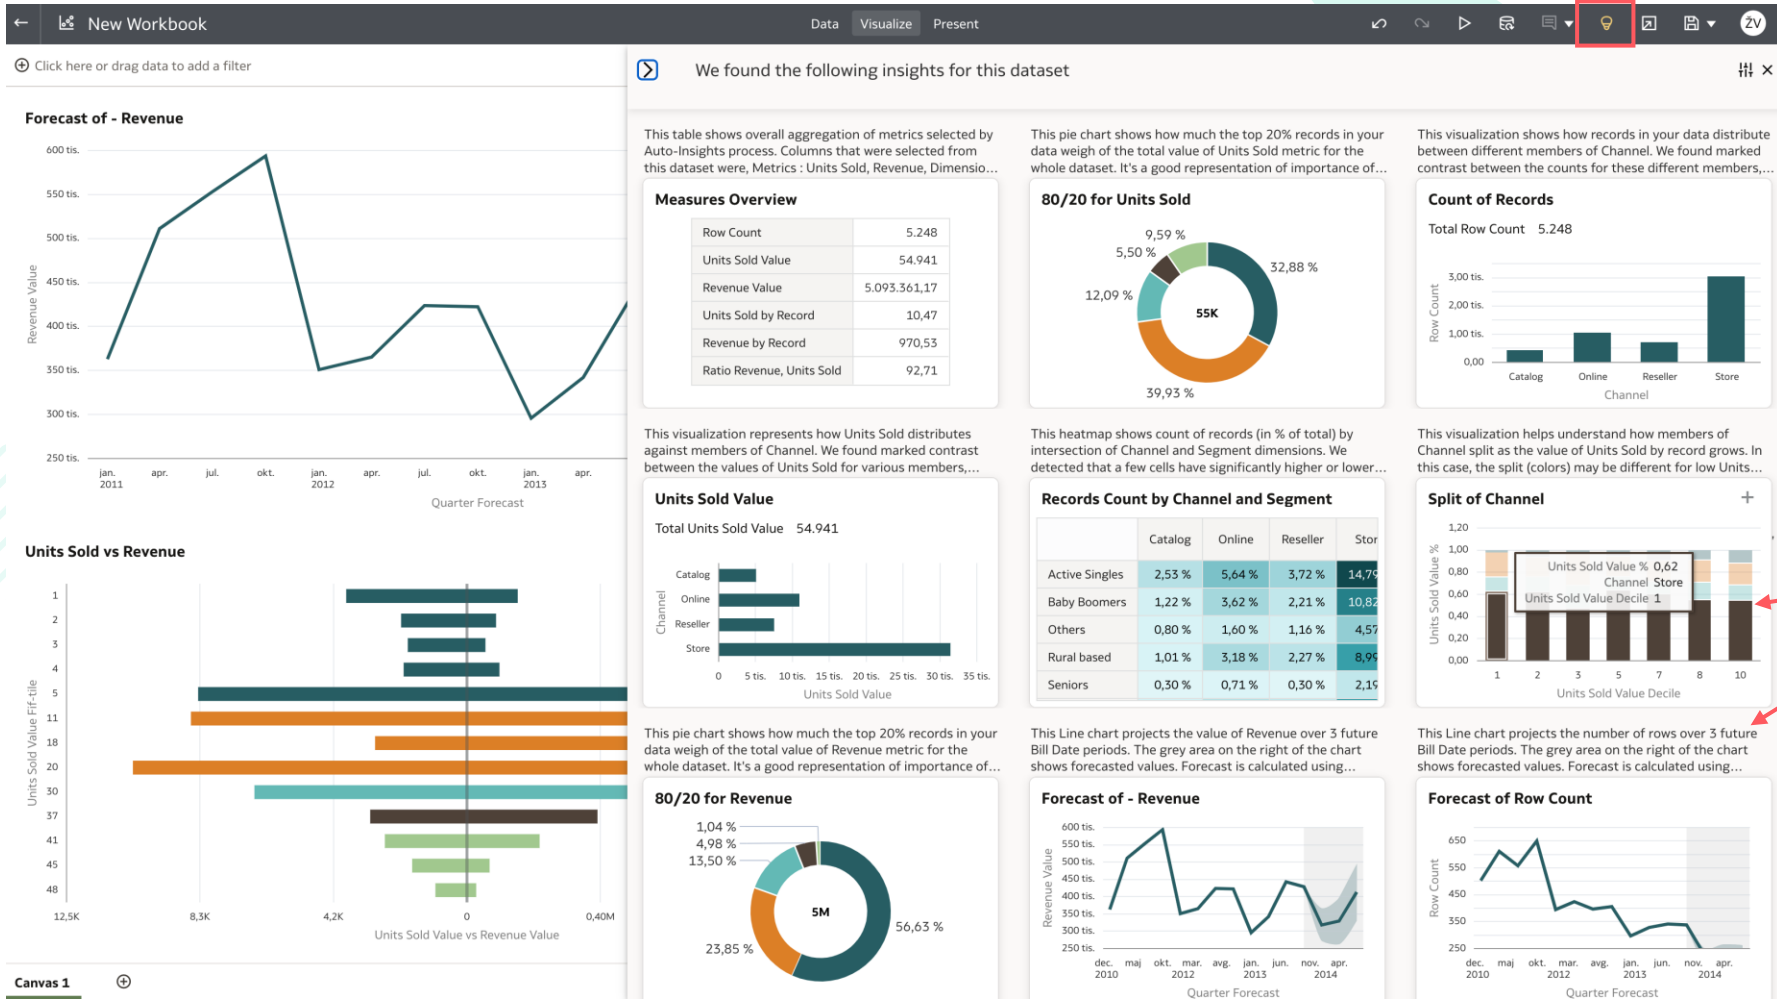 New Workbook
Data Visualize Present
ŽV
Click here or drag data to add a filter
Forecast of - Revenue
600 tis.
550 tis.
500 tis.
450 tis.
400 tis.
350 tis.
300 tis.
250 tis.
Revenue Value
jan. apr. jul. okt. jan. apr. jul. okt. jan. apr.
2011 2012 2013
Quarter Forecast
Units Sold vs Revenue
1
2
3
4
5
11
18
20
30
37
41
45
48
Units Sold Value Fif-tile
12,5K 8,3K 4,2K 0 0,40M
Units Sold Value vs Revenue Value
Canvas 1
We found the following insights for this dataset
This table shows overall aggregation of metrics selected by
Auto-Insights process. Columns that were selected from
this dataset were, Metrics : Units Sold, Revenue, Dimensio...
Measures Overview
Row Count 5.248
Units Sold Value 54.941
Revenue Value 5.093.361,17
Units Sold by Record 10,47
Revenue by Record 970,53
Ratio Revenue, Units Sold 92,71
This pie chart shows how much the top 20% records in your
data weigh of the total value of Units Sold metric for the
whole dataset. It's a good representation of importance of...
80/20 for Units Sold
9,59 %
5,50 %
32,88 %
12,09 %
55K
39,93 %
This visualization shows how records in your data distribute
between different members of Channel. We found marked
contrast between the counts for these different members,...
Count of Records
Total Row Count 5.248
3,00 tis.
2,00 tis.
1,00 tis.
0,00
Row Count
Catalog Online Reseller Store
Channel
This visualization represents how Units Sold distributes
against members of Channel. We found marked contrast
between the values of Units Sold for various members,...
Units Sold Value
Total Units Sold Value 54.941
Catalog
Online
Reseller
Store
Channel
0 5 tis. 10 tis. 15 tis. 20 tis. 25 tis. 30 tis. 35 tis.
Units Sold Value
This heatmap shows count of records (in % of total) by
intersection of Channel and Segment dimensions. We
detected that a few cells have significantly higher or lower...
Records Count by Channel and Segment
Catalog Online Reseller Stor
Active Singles 2,53 % 5,64 % 3,72 % 14,79
Baby Boomers 1,22 % 3,62 % 2,21 % 10,82
Others 0,80 % 1,60 % 1,16 % 4,57
Rural based 1,01 % 3,18 % 2,27 % 8,99
Seniors 0,30 % 0,71 % 0,30 % 2,19
This visualization helps understand how members of
Channel split as the value of Units Sold by record grows. In
this case, the split (colors) may be different for low Units...
Split of Channel
1,20
1,00
0,80
0,60
0,40
0,20
0,00
Units Sold Value %
Units Sold Value % 0,62
Channel Store
Units Sold Value Decile 1
1 2 3 5 7 8 10
Units Sold Value Decile
This pie chart shows how much the top 20% records in your
data weigh of the total value of Revenue metric for the
whole dataset. It's a good representation of importance of...
80/20 for Revenue
1,04 %
4,98 %
13,50 %
5M
56,63 %
23,85 %
This Line chart projects the value of Revenue over 3 future
Bill Date periods. The grey area on the right of the chart
shows forecasted values. Forecast is calculated using...
Forecast of - Revenue
600 tis.
550 tis.
500 tis.
450 tis.
400 tis.
350 tis.
300 tis.
250 tis.
Revenue Value
dec. maj okt. mar. avg. jan. jun. nov. apr.
2010 2012 2013 2014
Quarter Forecast
This Line chart projects the number of rows over 3 future
Bill Date periods. The grey area on the right of the chart
shows forecasted values. Forecast is calculated using...
Forecast of Row Count
650
550
450
350
250
Row Count
dec. maj okt. mar. avg. jan. jun. nov. apr.
2010 2012 2013 2014
Quarter Forecast